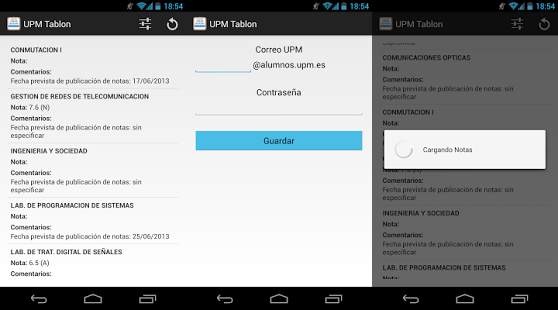 18:54
UPM Tablon
CONMUTACION I
Nota:
Comentarios:
Fecha prevista de publicación de notas: 17/06/2013
GESTION DE REDES DE TELECOMUNICACION
Nota: 7.6 (N)
Comentarios:
Fecha prevista de publicación de notas: sin
especificar
INGENIERIA Y SOCIEDAD
Nota:
Comentarios:
Fecha prevista de publicación de notas: sin
especificar
LAB. DE PROGRAMACION DE SISTEMAS
Nota:
Comentarios:
Fecha prevista de publicación de notas: 25/06/2013
LAB. DE TRAT. DIGITAL DE SEÑALES
Nota: 6.5 (A)
Comentarios:
18:54
UPM Tablon
Correo UPM
@alumnos.upm.es
Contraseña
Guardar
18:54
UPM Tablon
especificar
COMUNICACIONES OPTICAS
Nota:
Comentarios:
Fecha prevista de publicación de notas: sin
especificar
CONMUTACION I
Nota:
Cargando Notas
Comentarios:
Fecha prevista de publicación de notas: sin
especificar
INGENIERIA Y SOCIEDAD
Nota:
Comentarios:
Fecha prevista de publicación de notas: sin
especificar
LAB. DE PROGRAMACION DE SISTEMAS
Nota: